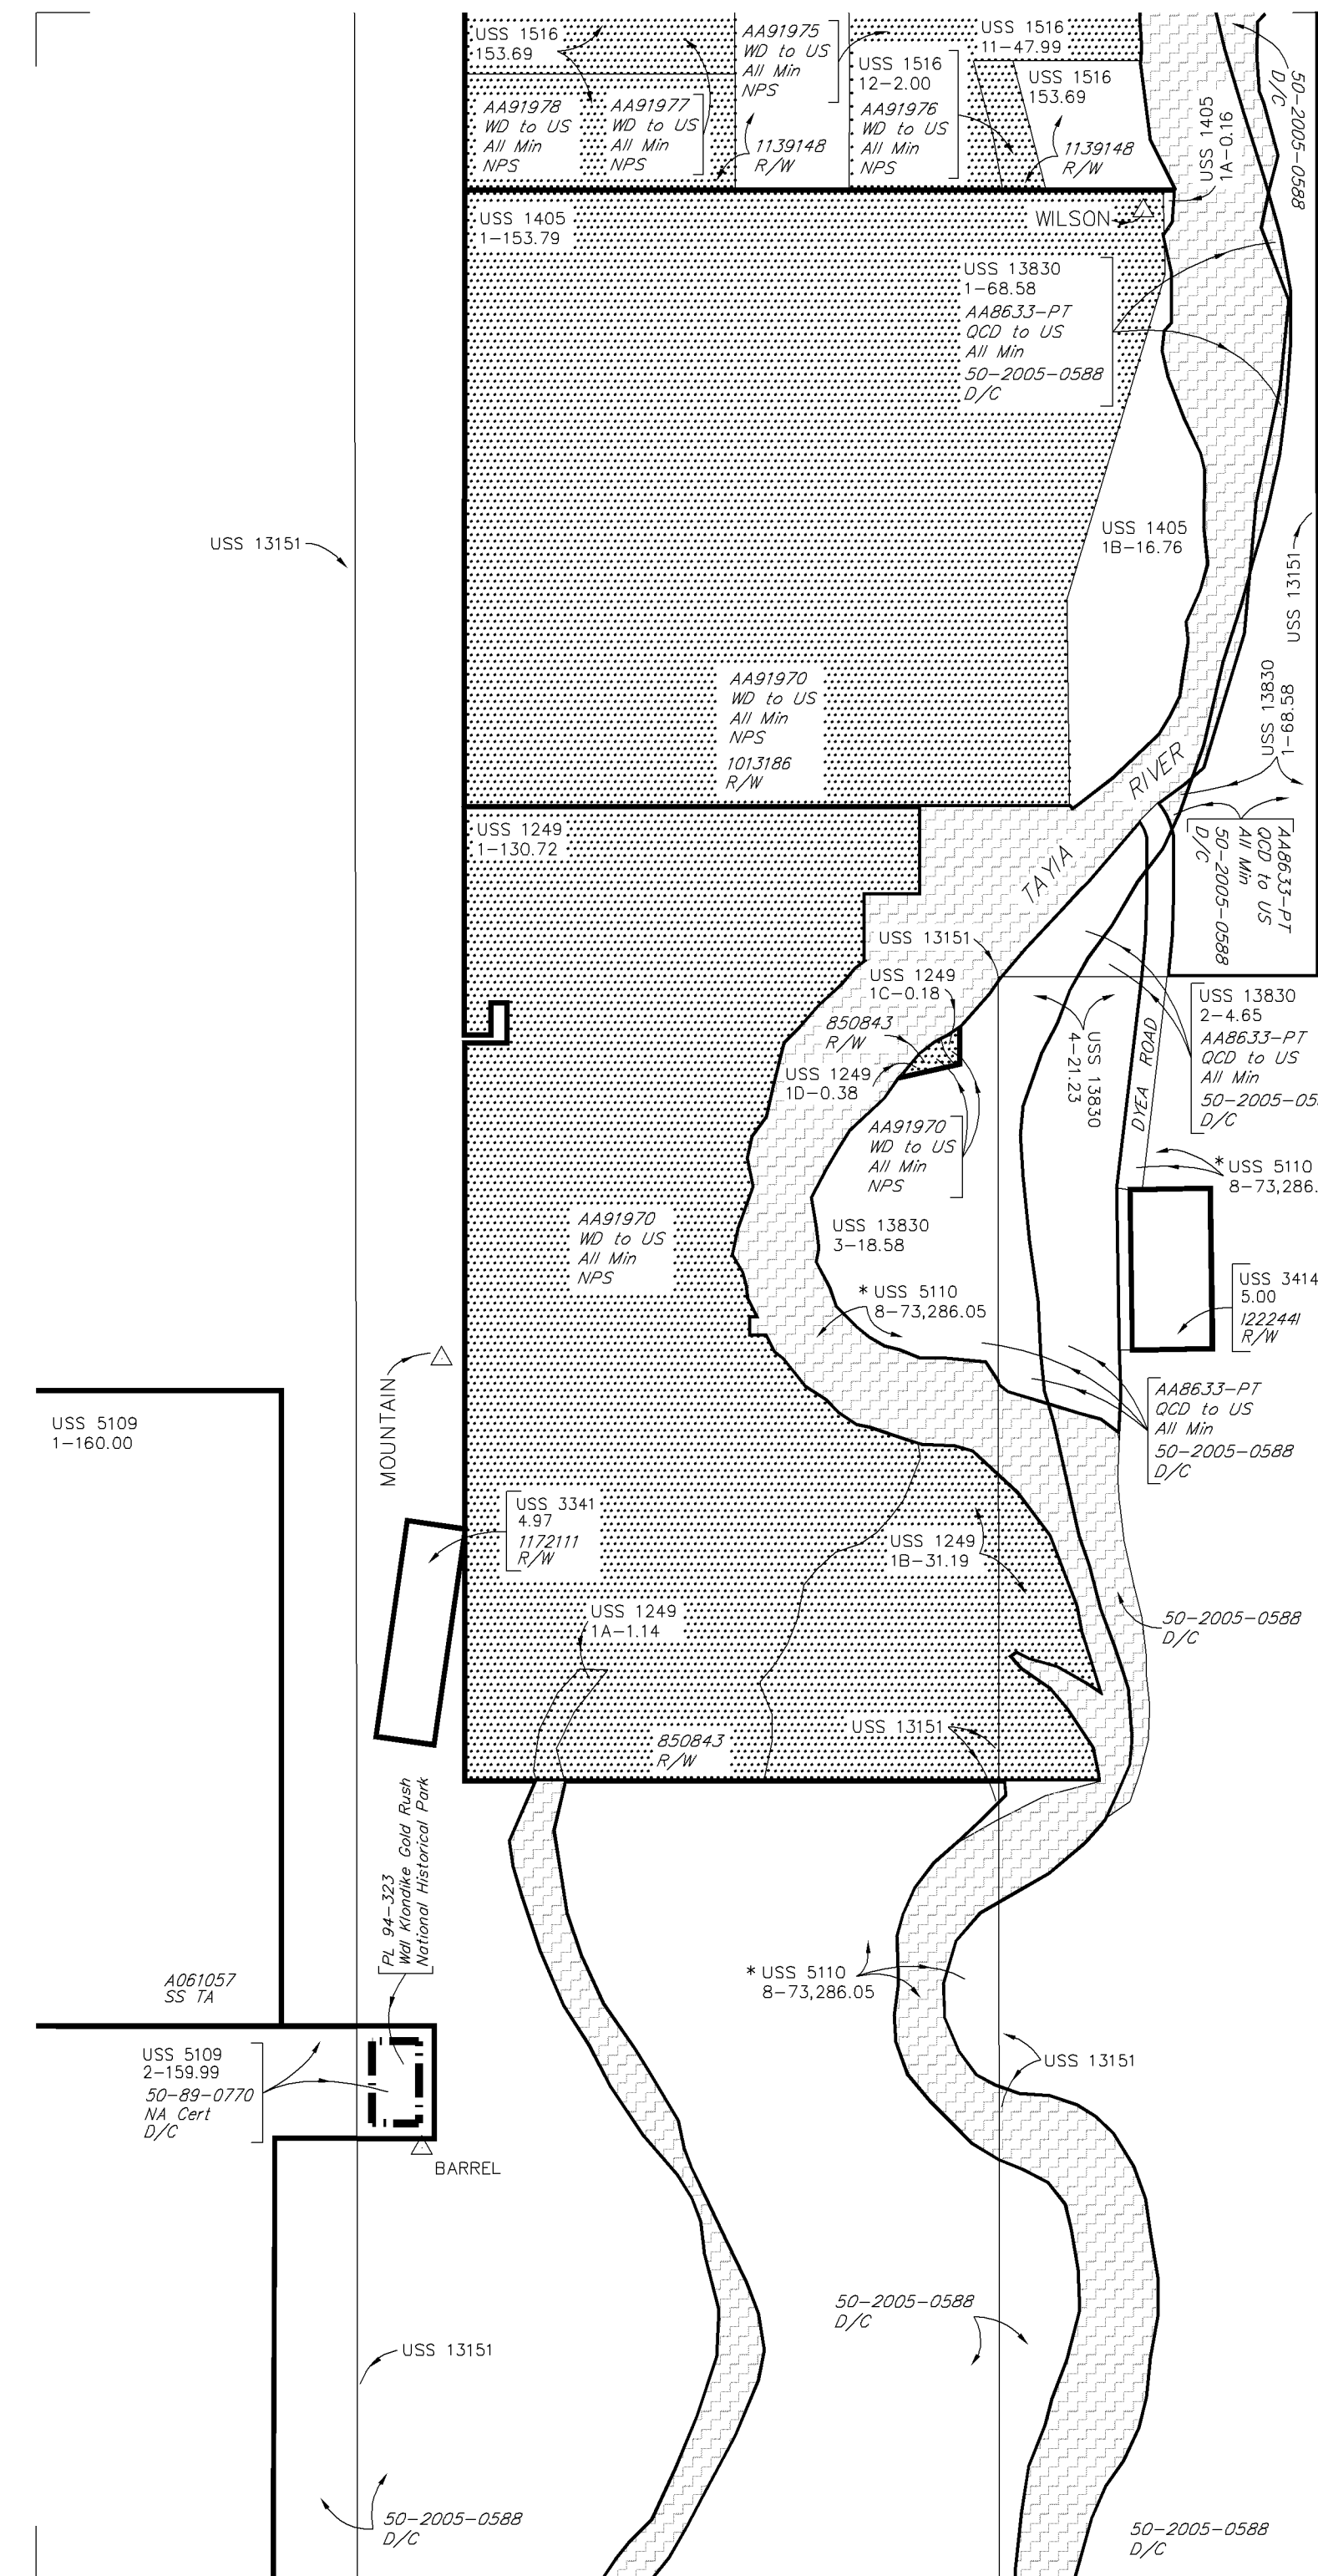 USS 1516
153.69
AA91978
WD to US
All Min
NPS
AA91977
WD to US
All Min
NPS
AA91975
WD to US
All Min
NPS
1139148
R/W
USS 1516
12-2.00
AA91976
WD to US
All Min
NPS
USS 1516
11-47.99
USS 1516
153.69
1139148
R/W
USS 1405
1A-0.16
50-2005-0588
D/C
USS 1405
1-153.79
WILSON
USS 13830
1-68.58
AA8633-PT
QCD to US
All Min
50-2005-0588
D/C
USS 13151
USS 1405
1B-16.76
USS 13151
AA91970
WD to US
All Min
NPS
1013186
R/W
USS 13830
1-68.58
TAYIA RIVER
AA8633-PT
QCD to US
All Min
50-2005-0588
D/C
USS 1249
1-130.72
USS 13151
USS 1249
1C-0.18
850843
R/W
USS 1249
1D-0.38
USS 13830
4-21.23
DYEA ROAD
USS 13830
2-4.65
AA8633-PT
QCD to US
All Min
50-2005-05
D/C
AA91970
WD to US
All Min
NPS
* USS 5110
8-73,286.
AA91970
WD to US
All Min
NPS
USS 13830
3-18.58
* USS 5110
8-73,286.05
USS 3414
5.00
1222441
R/W
MOUNTAIN
AA8633-PT
QCD to US
All Min
50-2005-0588
D/C
USS 5109
1-160.00
USS 3341
4.97
1172111
R/W
USS 1249
1B-31.19
USS 1249
1A-1.14
50-2005-0588
D/C
850843
R/W
USS 13151
PL 94-323
Wdl Klondike Gold Rush
National Historical Park
A061057
SS TA
* USS 5110
8-73,286.05
USS 5109
2-159.99
50-89-0770
NA Cert
D/C
USS 13151
BARREL
50-2005-0588
D/C
USS 13151
50-2005-0588
D/C
50-2005-0588
D/C